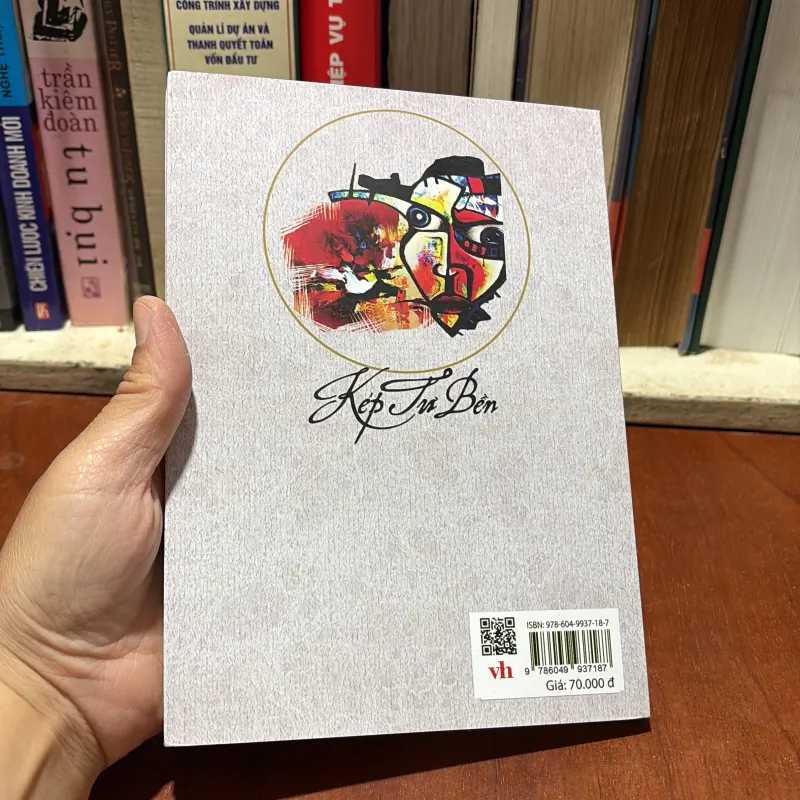 CÔNG TRÌNH XÂY DỰNG
QUẢN LÍ DỰ ÁN VÀ
THANH QUYẾT TOÁN
VỐN ĐẦU TƯ
trần
kiêm
đoàn
tu bụi
CHIẾN LƯỢC KINH DOANH MỚI
Kép Tư Bền
ISBN: 978-604-9937-18-7
vh
9 786049 937187
Giá: 70.000 đ